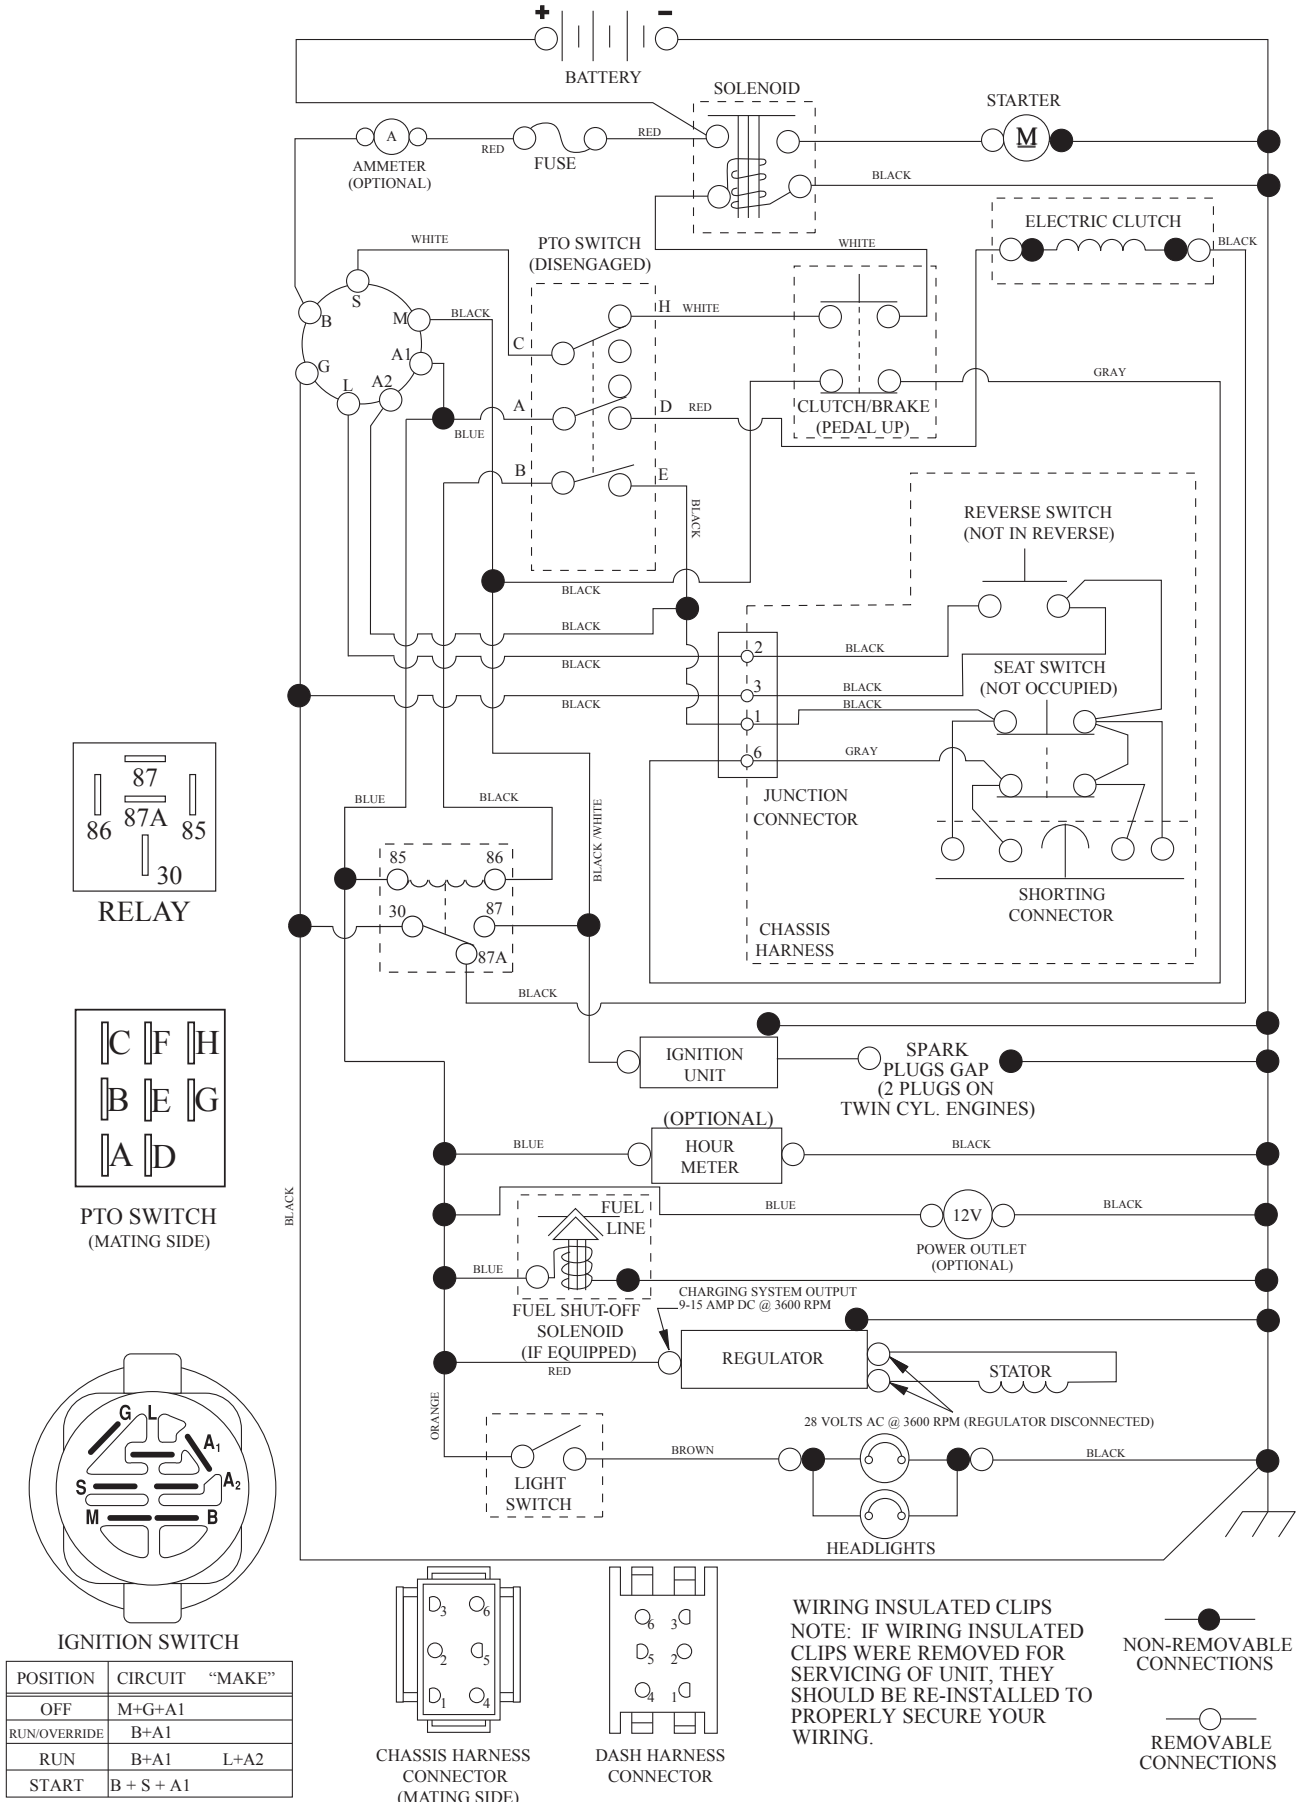 + −
BATTERY
SOLENOID
STARTER
M
A
AMMETER
(OPTIONAL)
RED
FUSE
RED
BLACK
ELECTRIC CLUTCH
BLACK
WHITE
PTO SWITCH
(DISENGAGED)
WHITE
S
B
M
BLACK
A1
G
L
A2
C
H
WHITE
A
BLUE
D
RED
B
E
BLACK
CLUTCH/BRAKE
(PEDAL UP)
GRAY
REVERSE SWITCH
(NOT IN REVERSE)
BLACK
BLACK
BLACK
BLACK
2
BLACK
3
BLACK
1
BLACK
6
GRAY
SEAT SWITCH
(NOT OCCUPIED)
JUNCTION
CONNECTOR
SHORTING
CONNECTOR
CHASSIS
HARNESS
87
87A
86
85
30
RELAY
BLUE
BLACK
BLACK /WHITE
85
86
30
87
87A
BLACK
C F H
B E G
A D
PTO SWITCH
(MATING SIDE)
BLACK
IGNITION
UNIT
SPARK
PLUGS GAP
(2 PLUGS ON
TWIN CYL. ENGINES)
(OPTIONAL)
BLUE
HOUR
METER
BLACK
BLUE
12V
BLACK
POWER OUTLET
(OPTIONAL)
FUEL
LINE
BLUE
FUEL SHUT-OFF
SOLENOID
(IF EQUIPPED)
RED
CHARGING SYSTEM OUTPUT
9-15 AMP DC @ 3600 RPM
REGULATOR
STATOR
28 VOLTS AC @ 3600 RPM (REGULATOR DISCONNECTED)
ORANGE
LIGHT
SWITCH
BROWN
BLACK
HEADLIGHTS
G L
A1
S
A2
M
B
IGNITION SWITCH
POSITION CIRCUIT “MAKE”
OFF M+G+A1
RUN/OVERRIDE B+A1
RUN B+A1 L+A2
START B + S + A1
3 6
2 5
1 4
CHASSIS HARNESS
CONNECTOR
(MATING SIDE)
6 3
5 2
4 1
DASH HARNESS
CONNECTOR
WIRING INSULATED CLIPS
NOTE: IF WIRING INSULATED
CLIPS WERE REMOVED FOR
SERVICING OF UNIT, THEY
SHOULD BE RE-INSTALLED TO
PROPERLY SECURE YOUR
WIRING.
NON-REMOVABLE
CONNECTIONS
REMOVABLE
CONNECTIONS